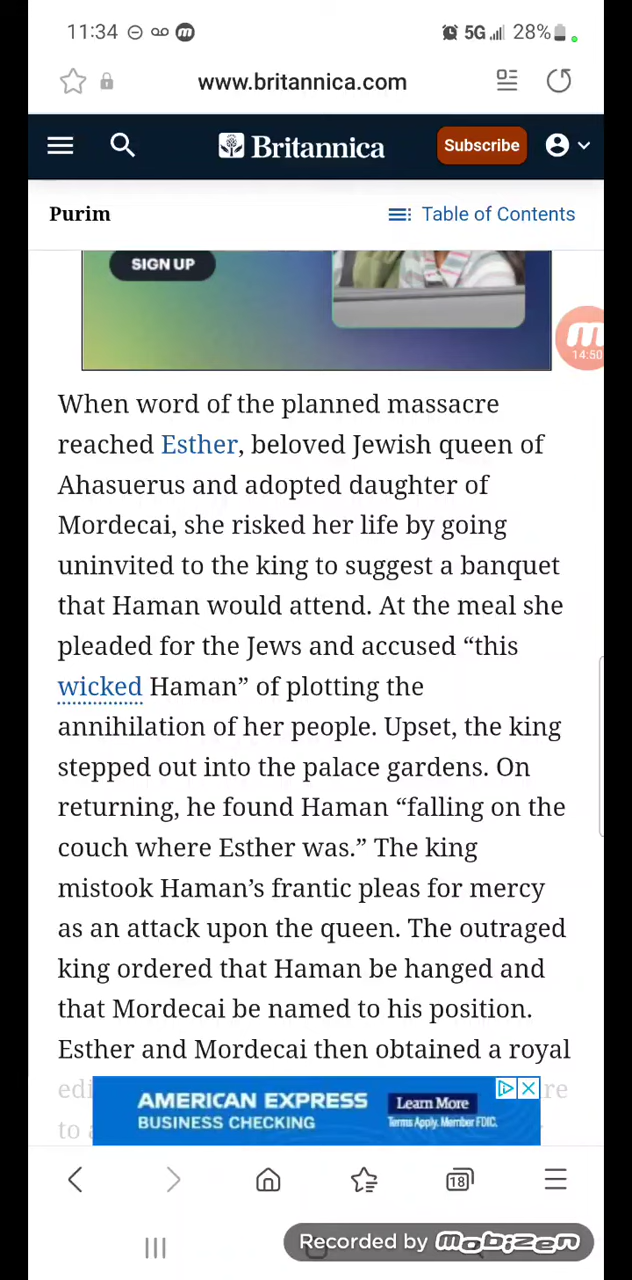 11:34
5G 28%
www.britannica.com
Britannica
Subscribe
Purim
Table of Contents
SIGN UP
14:50
When word of the planned massacre
reached Esther, beloved Jewish queen of
Ahasuerus and adopted daughter of
Mordecai, she risked her life by going
uninvited to the king to suggest a banquet
that Haman would attend. At the meal she
pleaded for the Jews and accused “this
wicked Haman” of plotting the
annihilation of her people. Upset, the king
stepped out into the palace gardens. On
returning, he found Haman “falling on the
couch where Esther was.” The king
mistook Haman’s frantic pleas for mercy
as an attack upon the queen. The outraged
king ordered that Haman be hanged and
that Mordecai be named to his position.
Esther and Mordecai then obtained a royal
AMERICAN EXPRESS
BUSINESS CHECKING
Learn More
Terms Apply. Member FDIC.
to
18
Recorded by mobizen